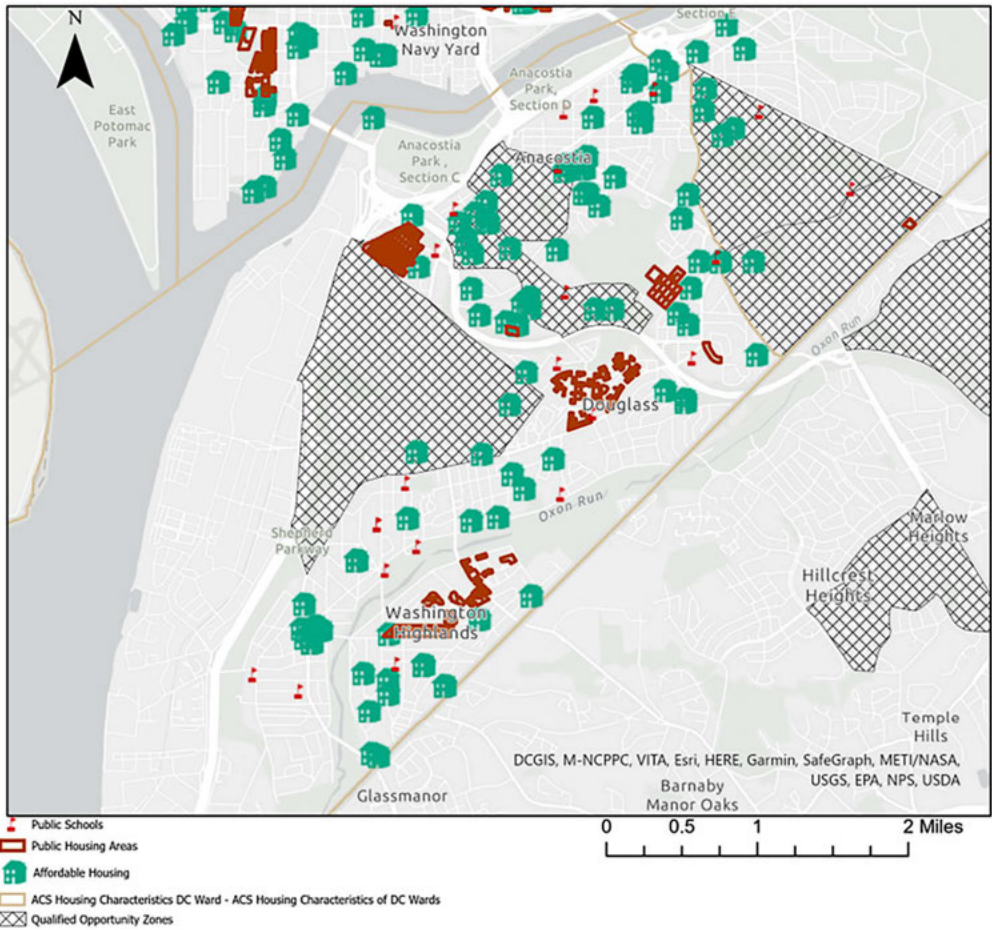 N
Section E
Washington
Navy Yard
Anacostia
Park,
Section D
East
Potomac
Park
Anacostia
Park ,
Section C
Anacostia
Oxon Run
Douglass
Oxon Run
Shepherd
Parkway
Marlow
Heights
Hillcrest
Heights
Washington
Highlands
Temple
Hills
DCGIS, M-NCPPC, VITA, Esri, HERE, Garmin, SafeGraph, METI/NASA,
USGS, EPA, NPS, USDA
Barnaby
Manor Oaks
Glassmanor
0 0.5 1 2 Miles
Public Schools
Public Housing Areas
Affordable Housing
ACS Housing Characteristics DC Ward - ACS Housing Characteristics of DC Wards
Qualified Opportunity Zones